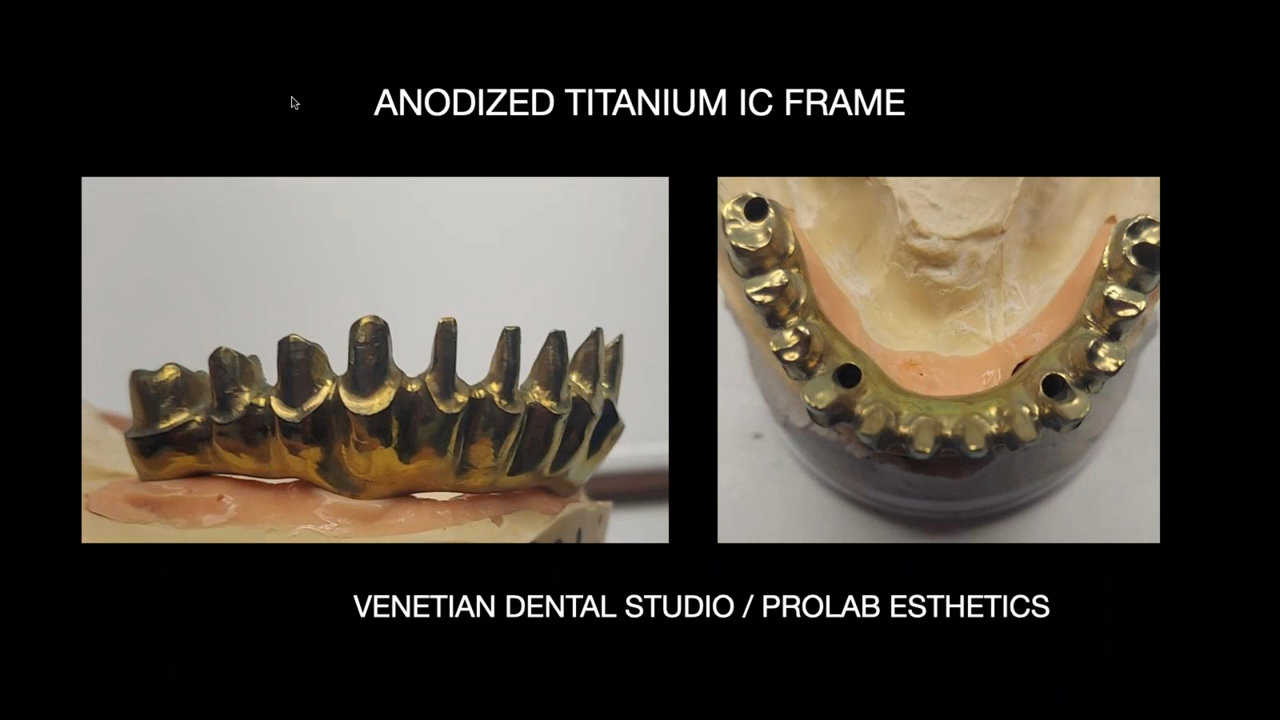 ANODIZED TITANIUM IC FRAME
VENETIAN DENTAL STUDIO / PROLAB ESTHETICS